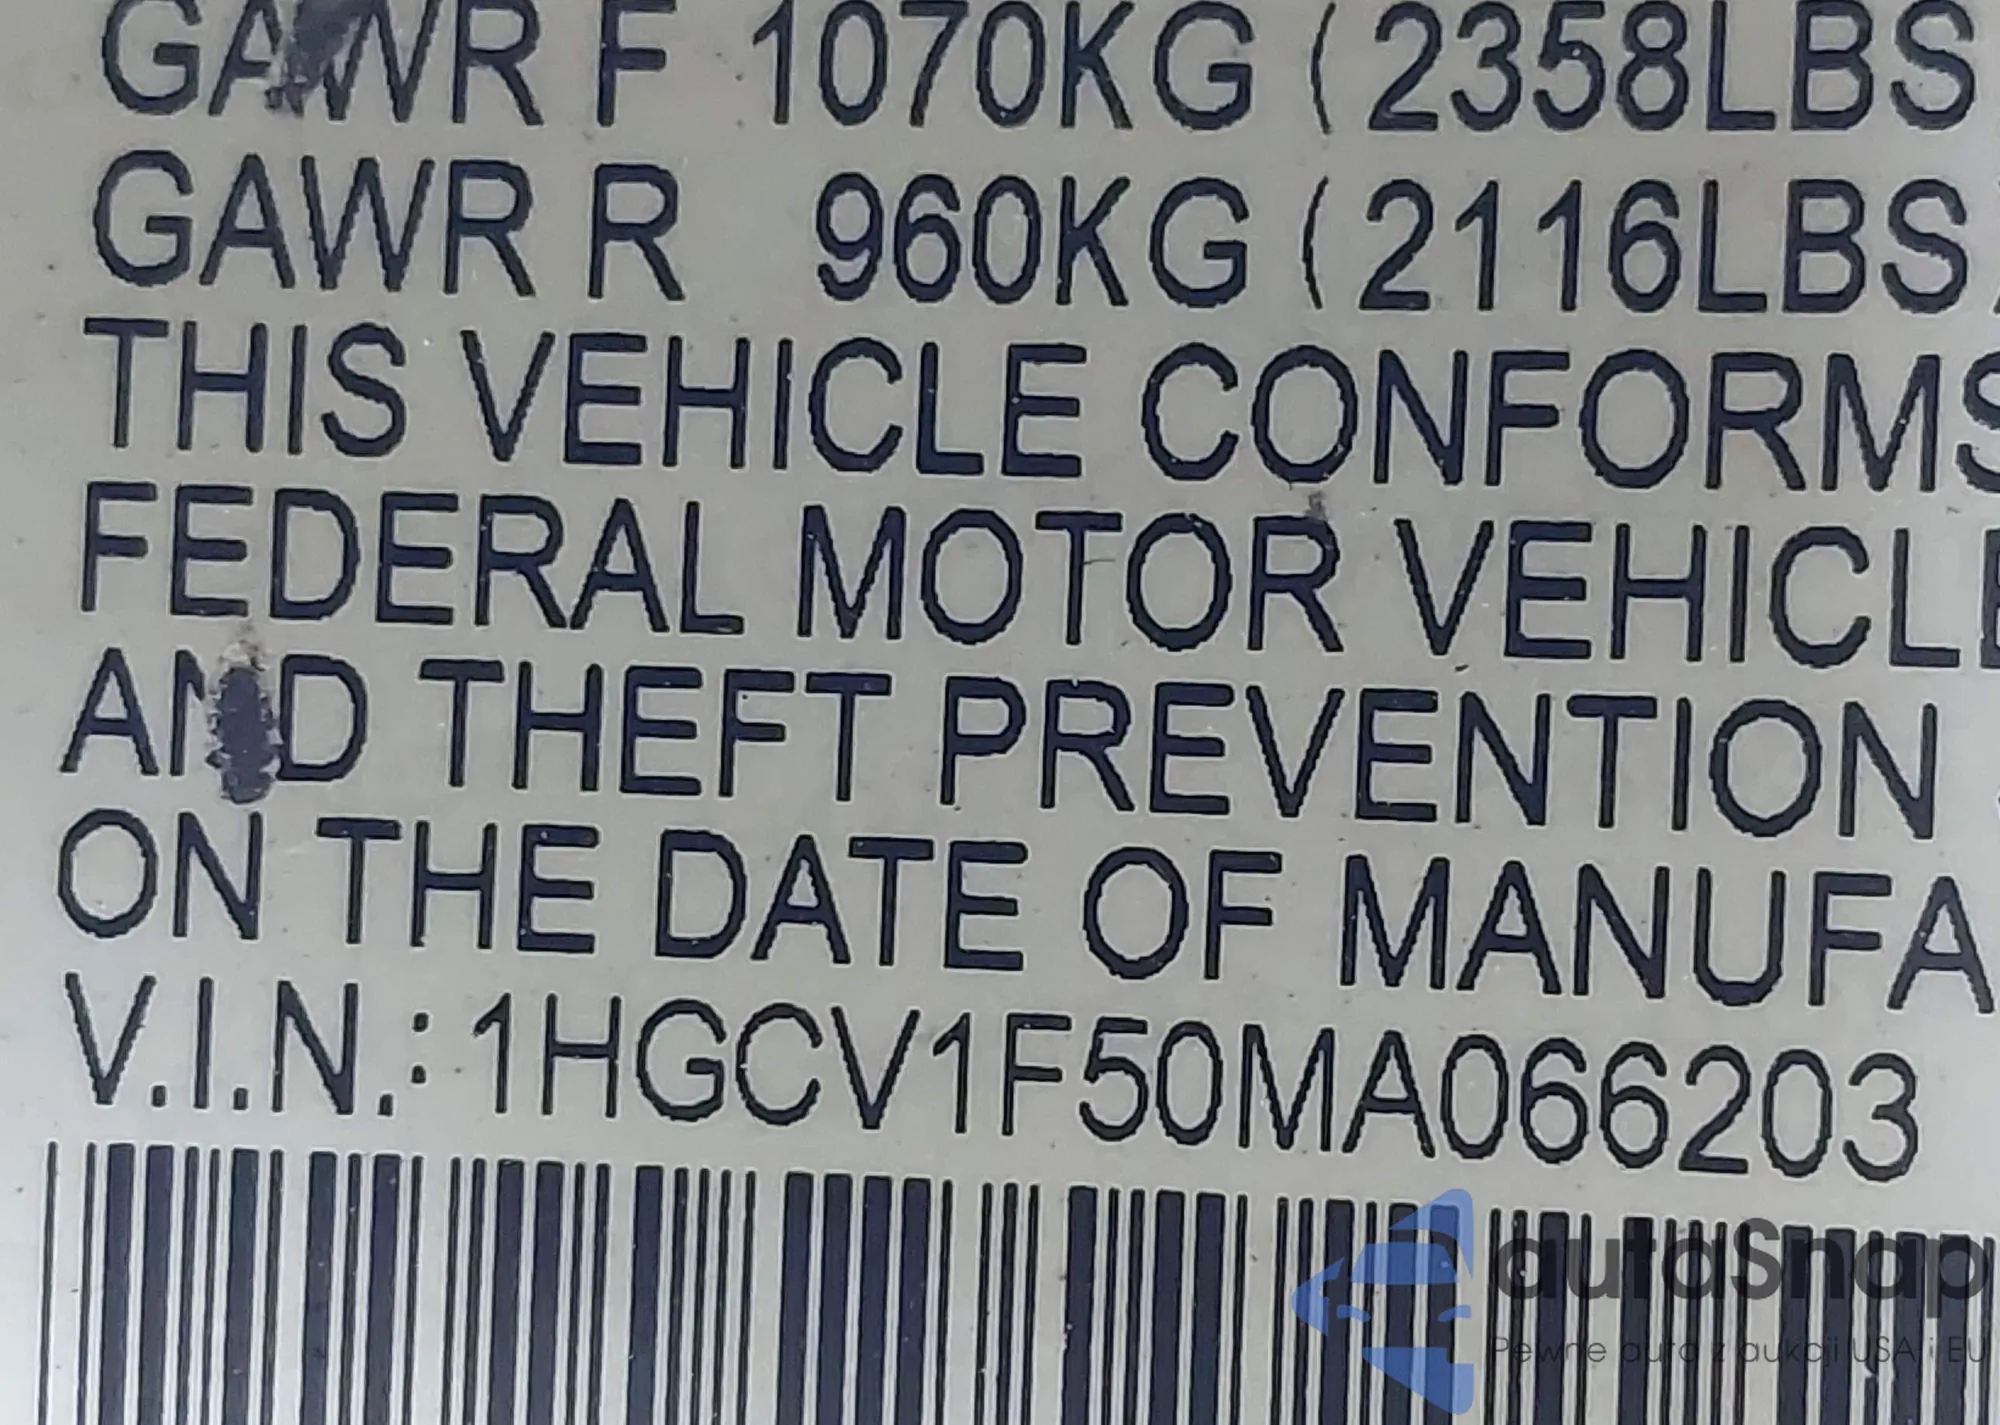 GAWR F 1070KG (2358LBS
GAWR R 960KG (2116LBS
THIS VEHICLE CONFORMS
FEDERAL MOTOR VEHICLE
AND THEFT PREVENTION
ON THE DATE OF MANUFA
V.I.N.: 1HGCV1F50MA066203
autaSnap
Pewne auta z aukcji USA i EU